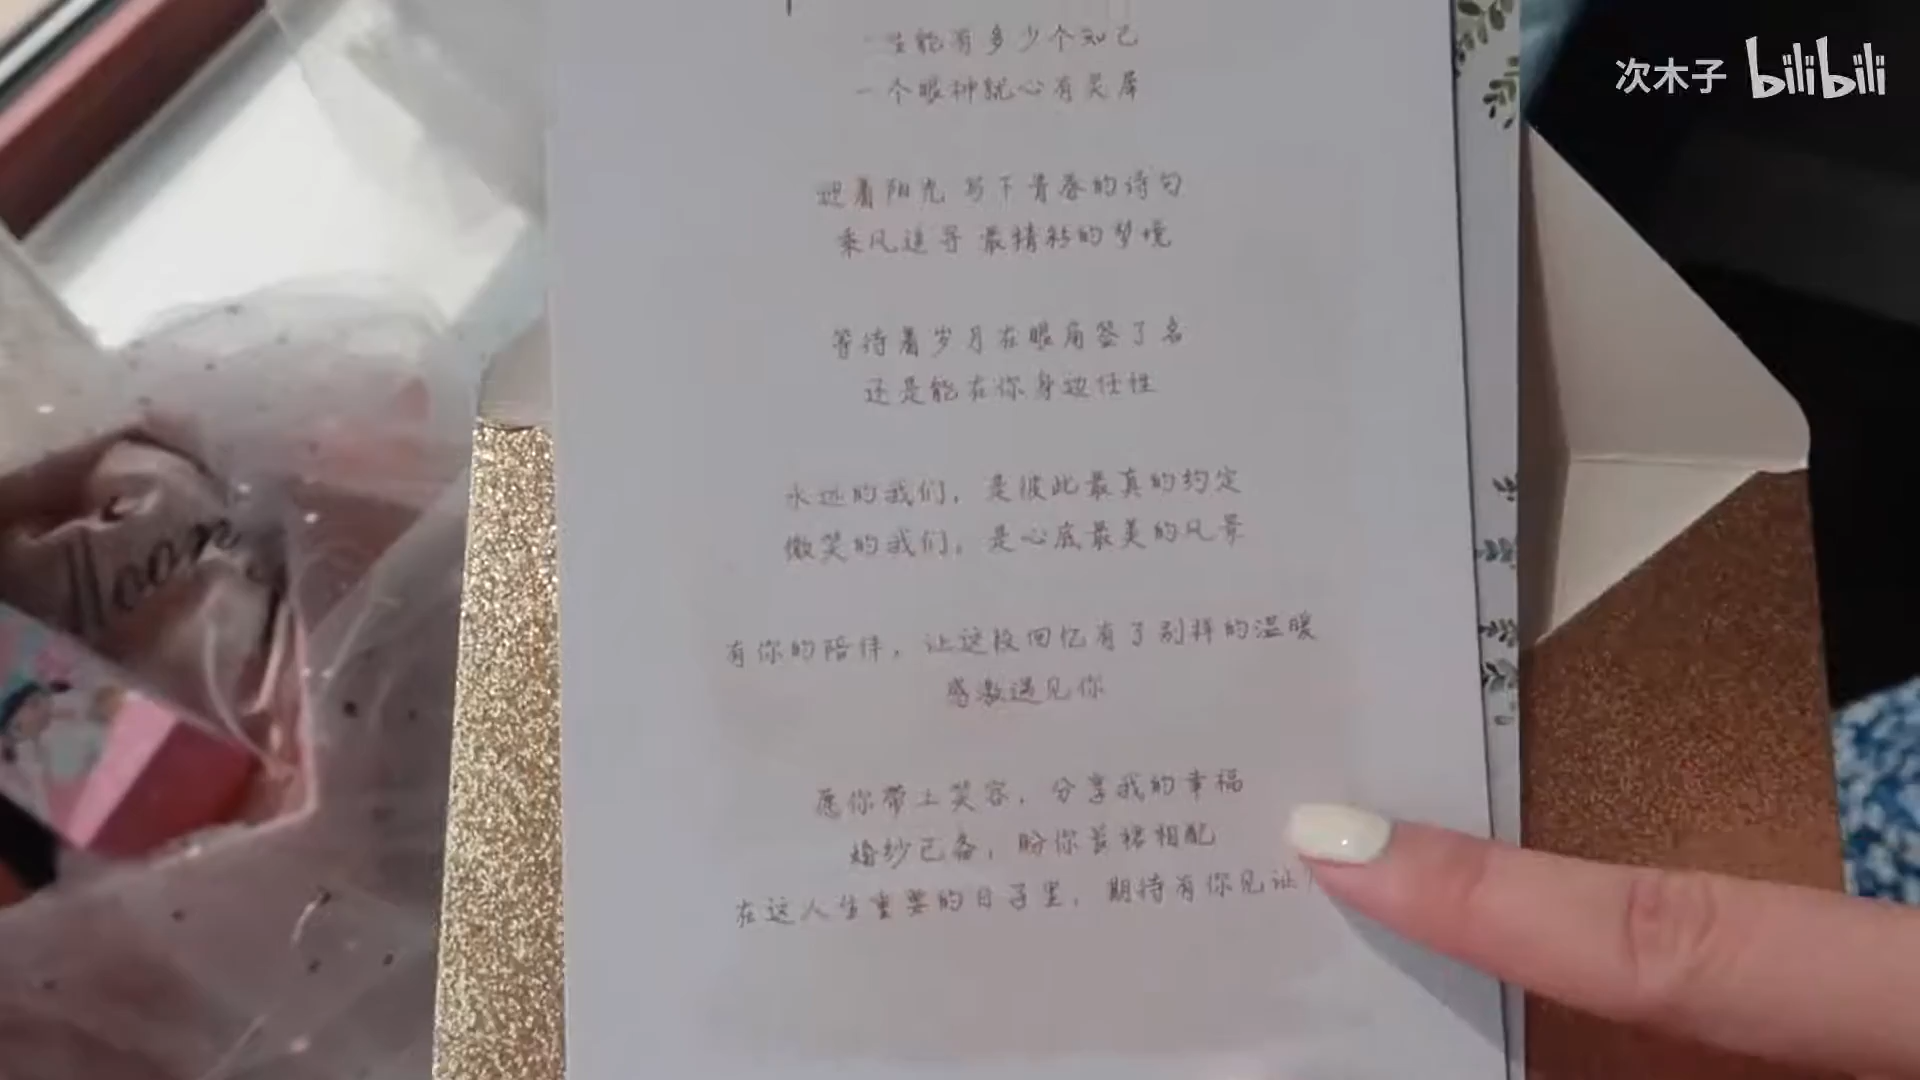 次木子 bilibili
一生能有多少个知己
一个眼神就心有灵犀
趁着阳光 写下青春的诗句
乘风追寻 最精彩的梦境
等待着岁月在眼角签了名
还是能在你身边任性
永远的我们，是彼此最真的约定
微笑的我们，是心底最美的风景
有你的陪伴，让这段回忆有了别样的温暖
感激遇见你
愿你带上笑容，分享我的幸福
婚纱已备，盼你长裙相配
在这人生重要的日子里，期待有你见证
Moon